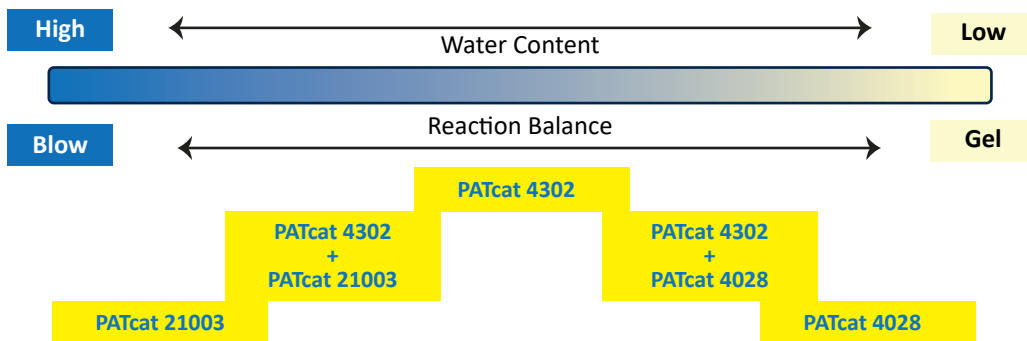 High
Water Content
Low
Blow
Reaction Balance
Gel
PATcat 4302
PATcat 4302
+
PATcat 21003
PATcat 4302
+
PATcat 4028
PATcat 21003
PATcat 4028